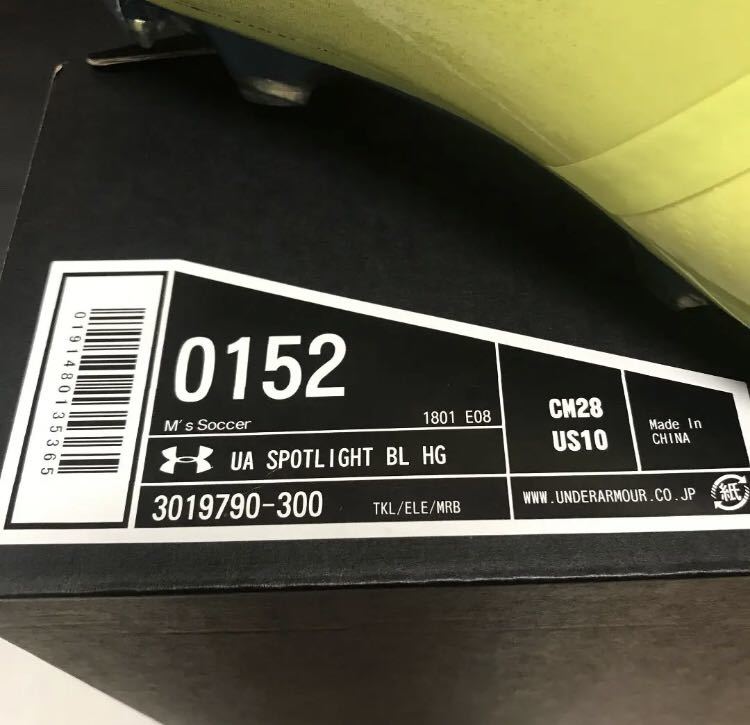 0191480135365
0152
M's Soccer 1801 E08
UA SPOTLIGHT BL HG
3019790-300 TKL/ELE/MRB
CM28
US10
Made In
CHINA
WWW.UNDERARMOUR.CO.JP 紙